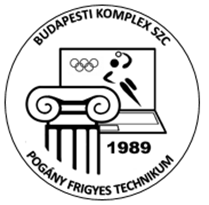 BUDAPESTI KOMPLEX SZC
1989
POGÁNY FRIGYES TECHNIKUM